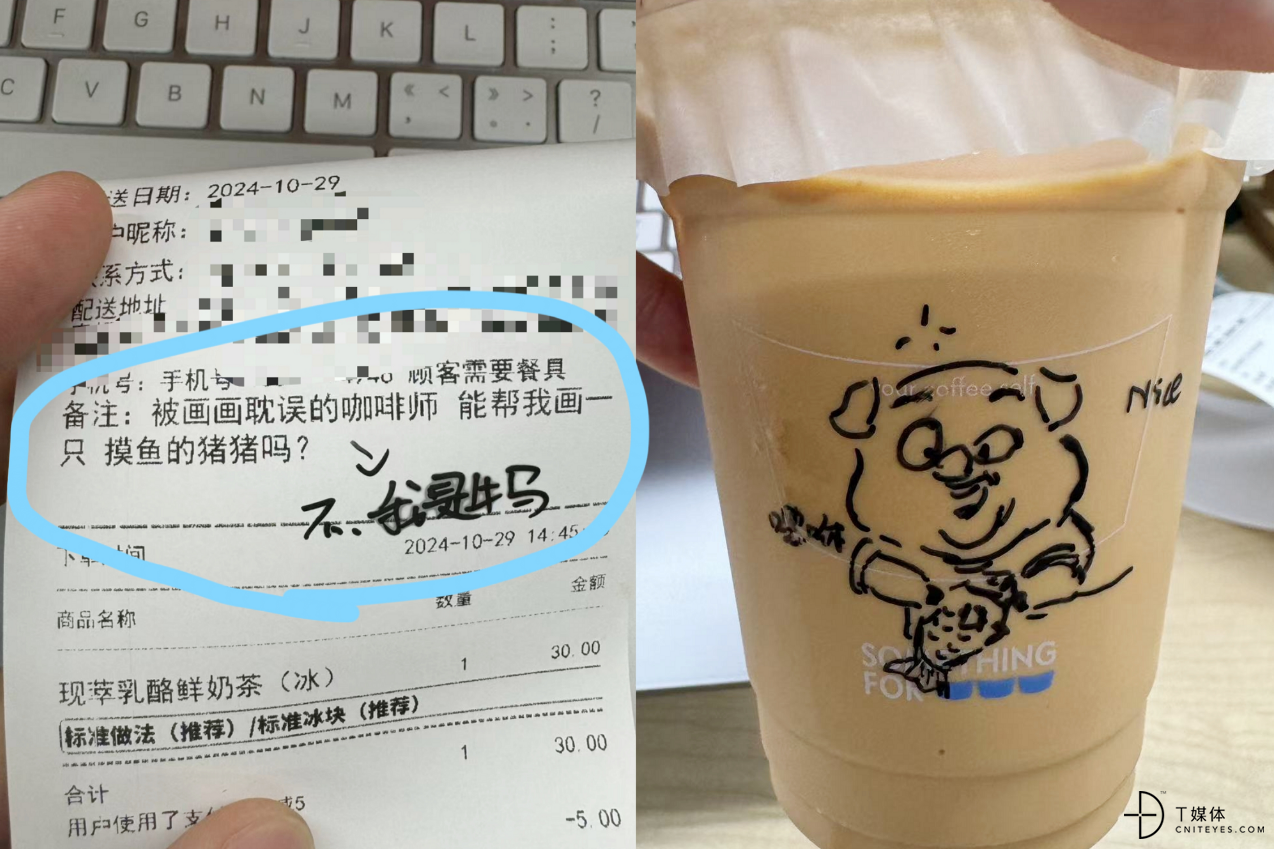 F G H J K L : ;
C V B N M 《 < , 》 > 。 . ? /
送日期：2024-10-29
户昵称：
系方式：
配送地址
手机号：手机号 顾客需要餐具
备注：被画画耽误的咖啡师 能帮我画一
只 摸鱼的猪猪吗？
不.我是牛马
下单时间 2024-10-29 14:45
商品名称 数量 金额
现萃乳酪鲜奶茶（冰） 1 30.00
标准做法（推荐）/标准冰块（推荐）
合计 1 30.00
用户使用了支 减5 -5.00
your coffee self
Nice
嘿咻
SOMETHING
FOR
T媒体
CNITEYES.COM